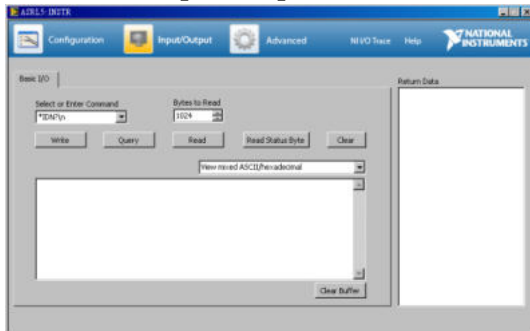 ASRL5-INSTR
Configuration Input/Output Advanced NI I/O Trace Help NATIONAL INSTRUMENTS
Basic I/O
Return Data
Select or Enter Command Bytes to Read
*IDN?\n 1024
Write Query Read Read Status Byte Clear
View mixed ASCII/hexadecimal
Clear Buffer